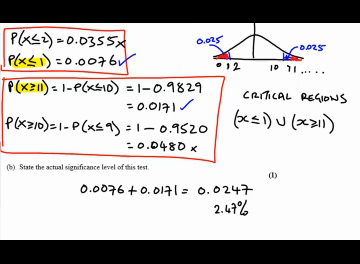 P(x≤2) = 0.0355 x
P(x≤1) = 0.0076 ✓
0.025
0.025
0 1 2 10 11 .....
P(x≥11) = 1 - P(x≤10) = 1 - 0.9829
= 0.0171 ✓
P(x≥10) = 1 - P(x≤9) = 1 - 0.9520
= 0.0480 x
CRITICAL REGIONS
(x≤1) ∪ (x≥11)
(b) State the actual significance level of this test.
(1)
0.0076 + 0.0171 = 0.0247
2.47%